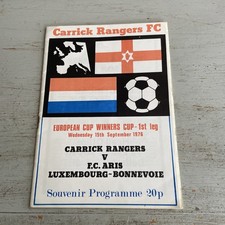 Carrick Rangers FC
EUROPEAN CUP WINNERS CUP - 1st leg
Wednesday 15th September 1976
CARRICK RANGERS
V
F.C. ARIS
LUXEMBOURG-BONNEVOIE
Souvenir Programme 20p